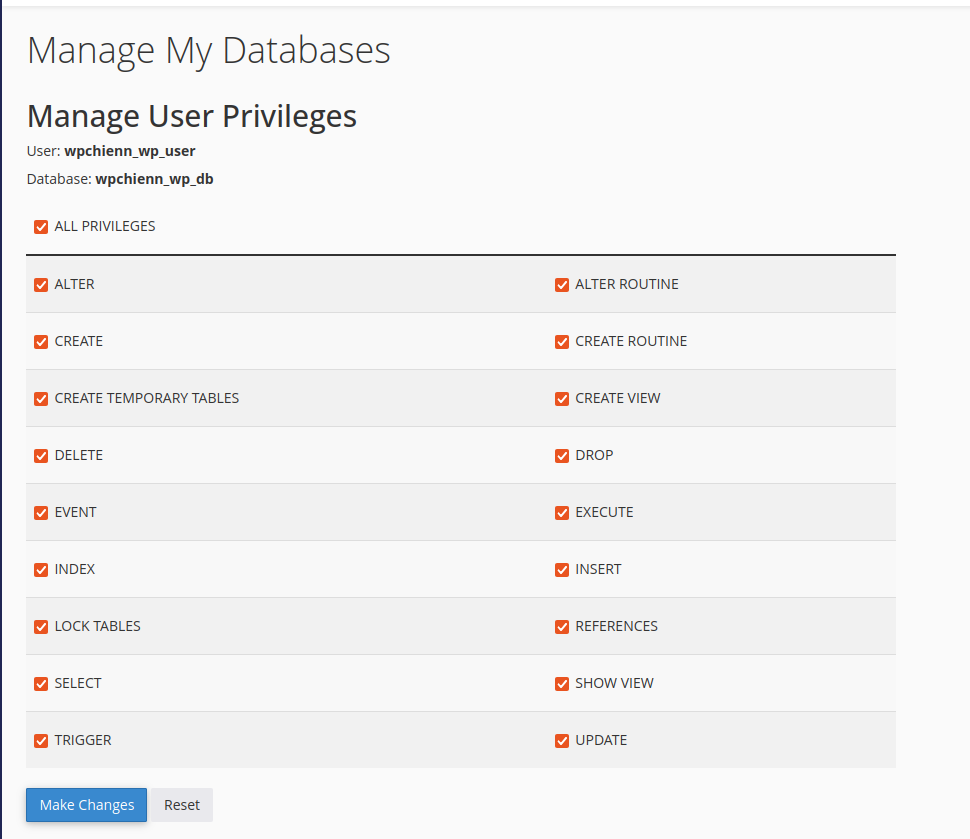 Manage My Databases
Manage User Privileges
User: wpchienn_wp_user
Database: wpchienn_wp_db
ALL PRIVILEGES
ALTER ALTER ROUTINE
CREATE CREATE ROUTINE
CREATE TEMPORARY TABLES CREATE VIEW
DELETE DROP
EVENT EXECUTE
INDEX INSERT
LOCK TABLES REFERENCES
SELECT SHOW VIEW
TRIGGER UPDATE
Make Changes Reset